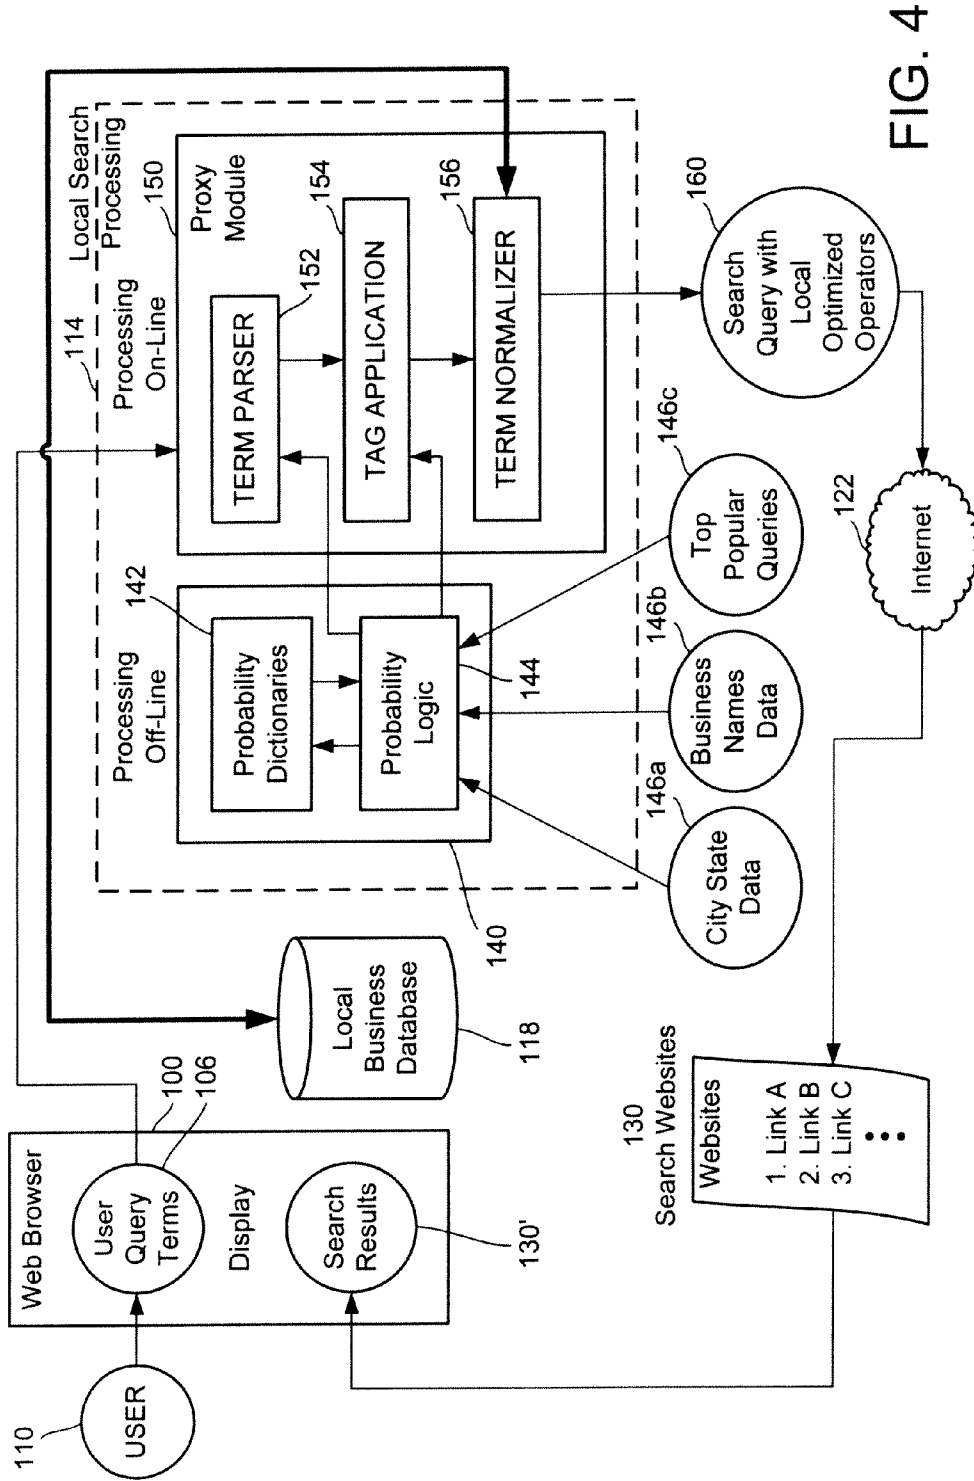 110
USER
Web Browser
User
Query
Terms
Display
Search
Results
100
106
130'
Local
Business
Database
118
114
Local Search
Processing
Processing
Off-Line
142
Probability
Dictionaries
Probability
Logic
144
140
Processing
On-Line
150
Proxy
Module
TERM PARSER
152
TAG APPLICATION
154
TERM NORMALIZER
156
146a
City State
Data
146b
Business
Names
Data
146c
Top
Popular
Queries
160
Search
Query with
Local
Optimized
Operators
122
Internet
130
Search Websites
Websites
1. Link A
2. Link B
3. Link C
FIG. 4